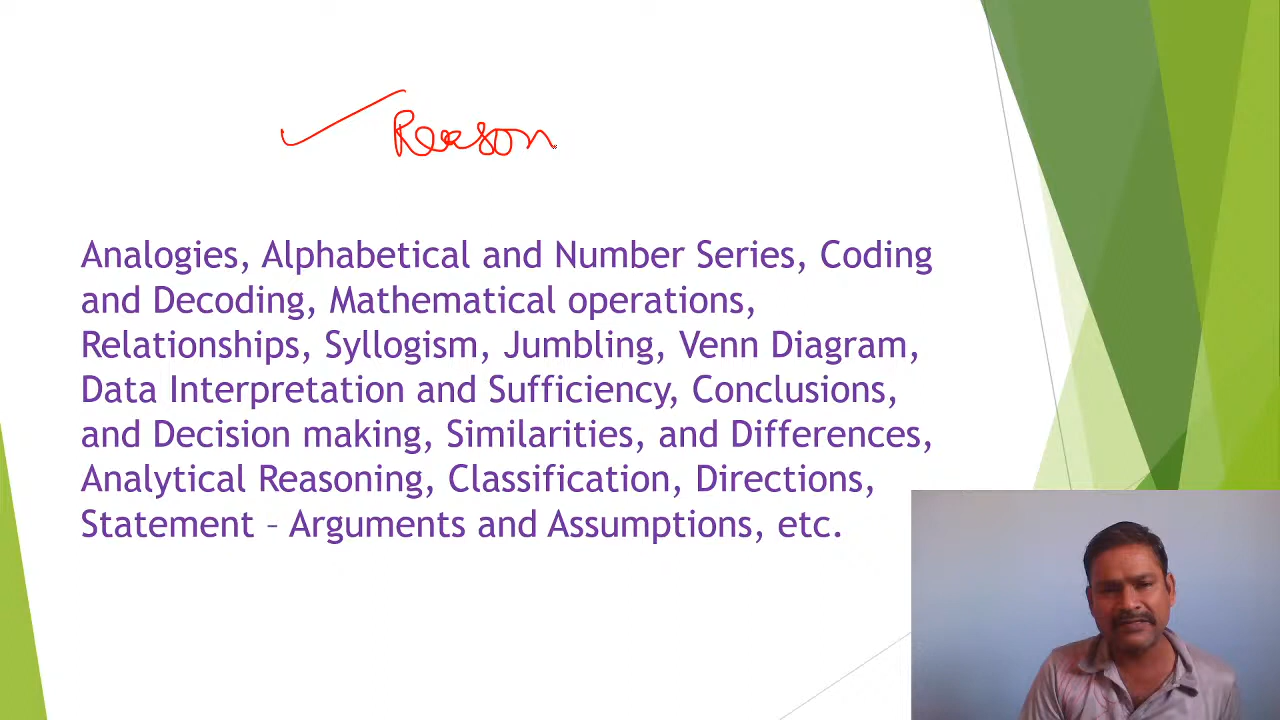 Reason
Analogies, Alphabetical and Number Series, Coding
and Decoding, Mathematical operations,
Relationships, Syllogism, Jumbling, Venn Diagram,
Data Interpretation and Sufficiency, Conclusions,
and Decision making, Similarities, and Differences,
Analytical Reasoning, Classification, Directions,
Statement – Arguments and Assumptions, etc.